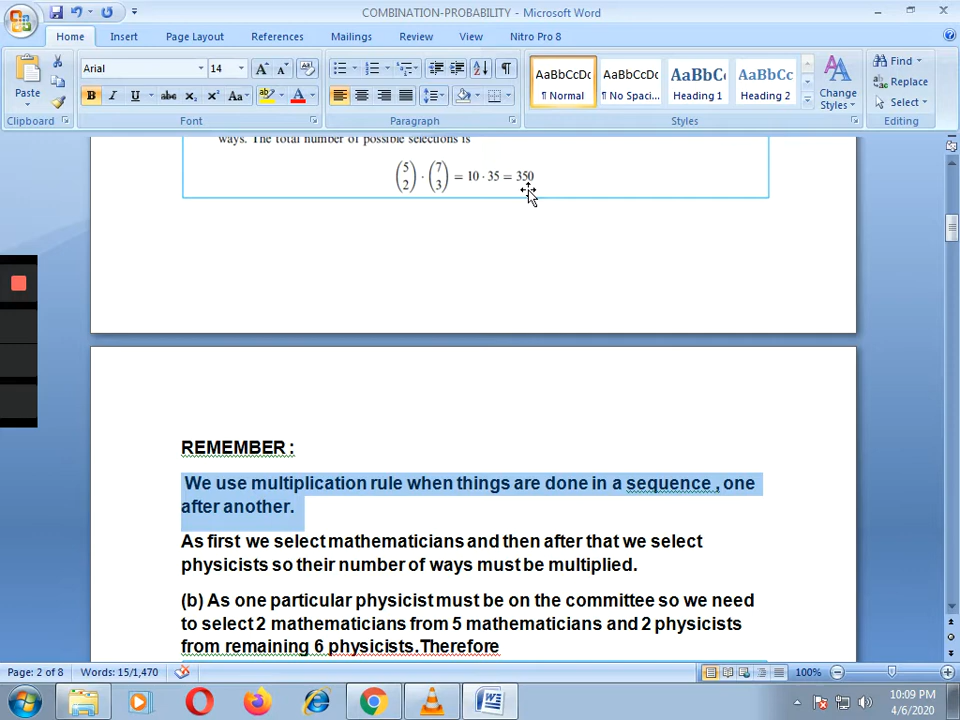 COMBINATION-PROBABILITY - Microsoft Word
Home Insert Page Layout References Mailings Review View Nitro Pro 8
Paste
Arial 14
B I U abc X₂ X² Aa
AaBbCcDc AaBbCcDc AaBbC AaBbCc
¶ Normal ¶ No Spaci... Heading 1 Heading 2
Change Styles
Find
Replace
Select
Clipboard Font Paragraph Styles Editing
ways. The total number of possible selections is
(5 2) · (7 3) = 10 · 35 = 350
REMEMBER :
We use multiplication rule when things are done in a sequence , one
after another.
As first we select mathematicians and then after that we select
physicists so their number of ways must be multiplied.
(b) As one particular physicist must be on the committee so we need
to select 2 mathematicians from 5 mathematicians and 2 physicists
from remaining 6 physicists.Therefore
Page: 2 of 8 Words: 15/1,470 100%
10:09 PM
4/6/2020